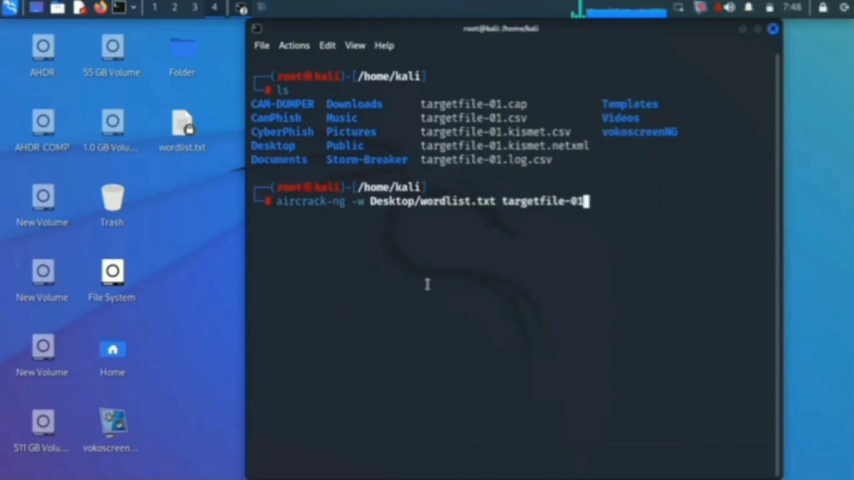 1 2 3 4
7:48
root@kali: /home/kali
File Actions Edit View Help
┌──(root㉿kali)-[/home/kali]
└─# ls
CAM-DUMPER Downloads targetfile-01.cap Templates
CamPhish Music targetfile-01.csv Videos
CyberPhish Pictures targetfile-01.kismet.csv vokoscreenNG
Desktop Public targetfile-01.kismet.netxml
Documents Storm-Breaker targetfile-01.log.csv
┌──(root㉿kali)-[/home/kali]
└─# aircrack-ng -w Desktop/wordlist.txt targetfile-01
AHDR 55 GB Volume Folder
AHDR_COMP 1.0 GB Volu... wordlist.txt
New Volume Trash
New Volume File System
New Volume Home
511 GB Volu... vokoscreen...